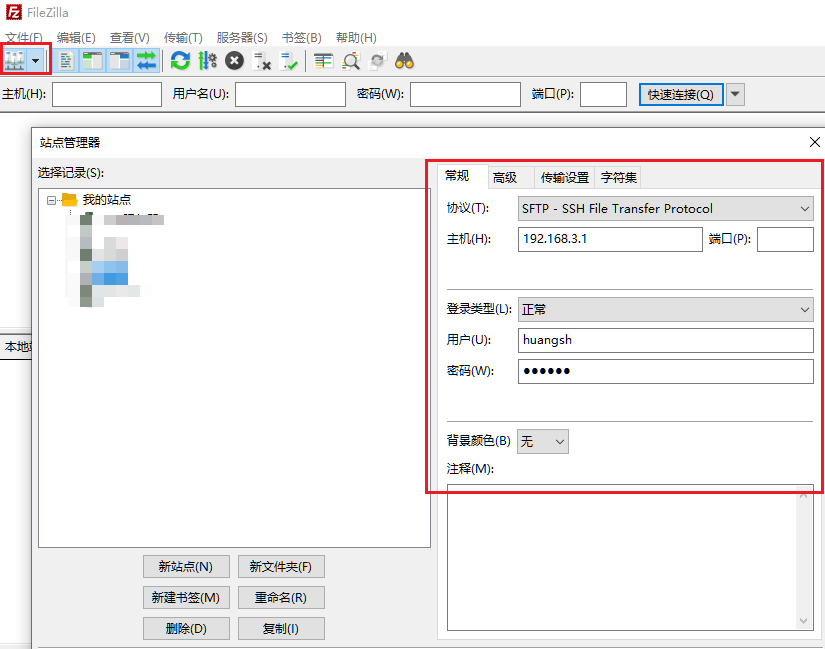 FileZilla
文件(F) 编辑(E) 查看(V) 传输(T) 服务器(S) 书签(B) 帮助(H)
主机(H): 用户名(U): 密码(W): 端口(P): 快速连接(Q)
站点管理器
选择记录(S):
我的站点
常规 高级 传输设置 字符集
协议(T): SFTP - SSH File Transfer Protocol
主机(H): 192.168.3.1 端口(P):
登录类型(L): 正常
用户(U): huangsh
密码(W): ●●●●●●
背景颜色(B) 无
注释(M):
本地
新站点(N) 新文件夹(F)
新建书签(M) 重命名(R)
删除(D) 复制(I)